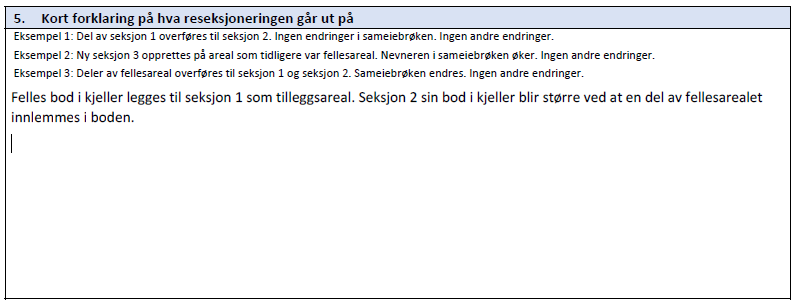 5. Kort forklaring på hva reseksjoneringen går ut på
Eksempel 1: Del av seksjon 1 overføres til seksjon 2. Ingen endringer i sameiebrøken. Ingen andre endringer.
Eksempel 2: Ny seksjon 3 opprettes på areal som tidligere var fellesareal. Nevneren i sameiebrøken øker. Ingen andre endringer.
Eksempel 3: Deler av fellesareal overføres til seksjon 1 og seksjon 2. Sameiebrøken endres. Ingen andre endringer.
Felles bod i kjeller legges til seksjon 1 som tilleggsareal. Seksjon 2 sin bod i kjeller blir større ved at en del av fellesarealet
innlemmes i boden.